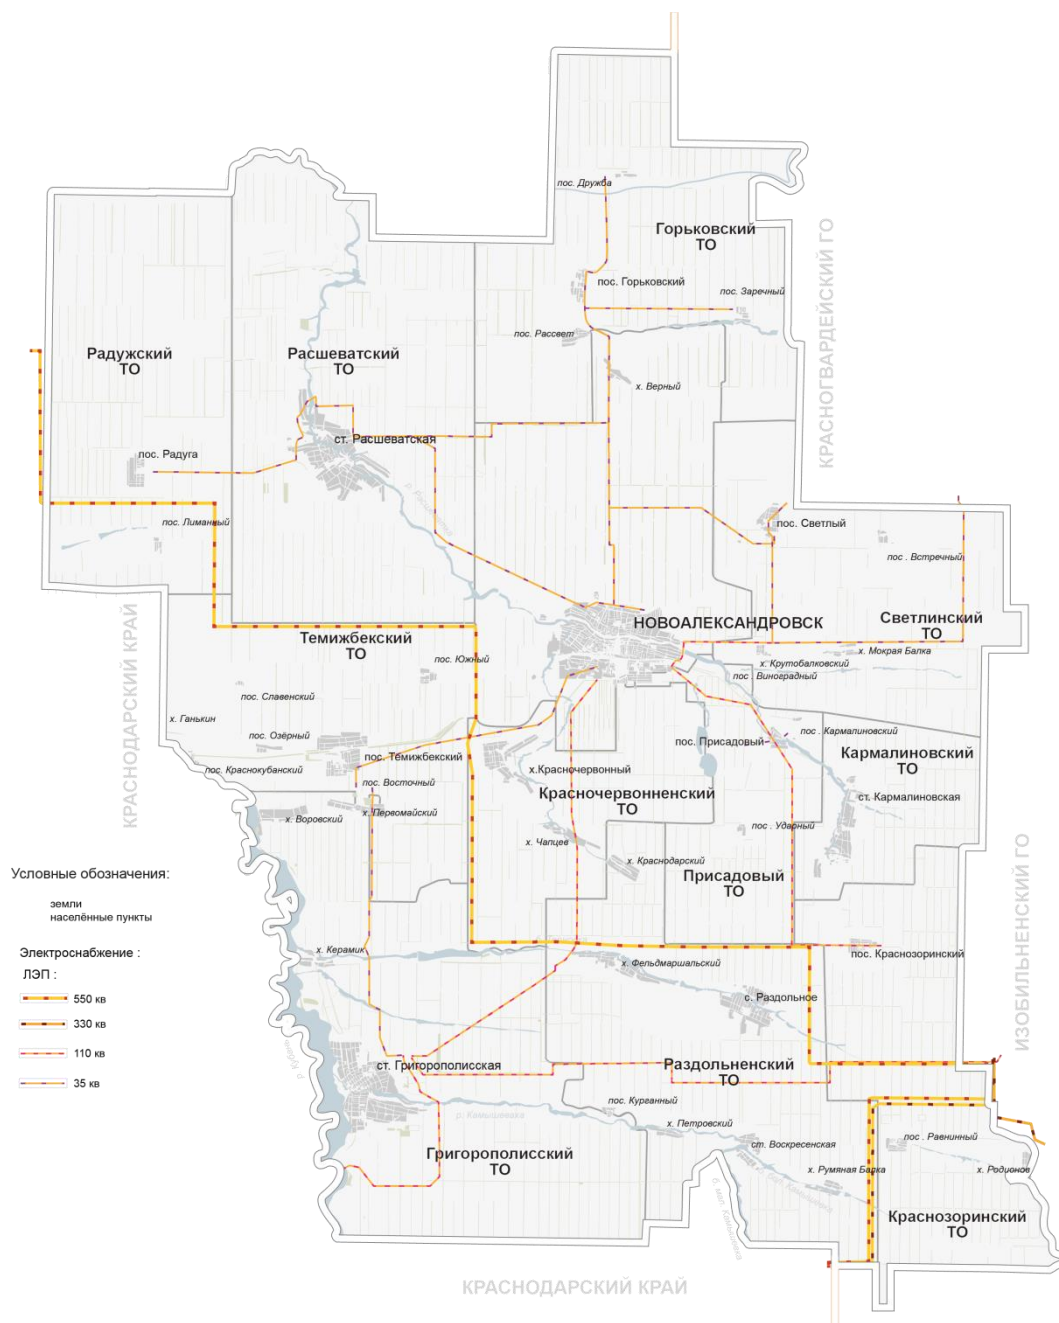 пос. Дружба
Горьковский
ТО
КРАСНОГВАРДЕЙСКИЙ ГО
пос. Горьковский
пос. Заречный
пос. Рассвет
Радужский
ТО
Расшеватский
ТО
х. Верный
ст. Расшеватская
пос. Радуга
р. Расшеватка
пос. Лиманный
пос. Светлый
пос . Встречный
КРАСНОДАРСКИЙ КРАЙ
Светлинский
ТО
НОВОАЛЕКСАНДРОВСК
Темижбекский
ТО
х. Мокрая Балка
пос. Южный
х. Крутобалковский
пос . Виноградный
пос. Славенский
х. Ганькин
пос . Кармалиновский
пос. Озёрный
пос. Присадовый
Кармалиновский
ТО
пос. Темижбекский
пос. Краснокубанский
х.Красночервонный
пос. Восточный
Красночервонненский
ТО
ст. Кармалиновская
х. Воровский
х. Первомайский
пос . Ударный
х. Чапцев
х. Краснодарский
Присадовый
ТО
ИЗОБИЛЬНЕНСКИЙ ГО
Условные обозначения:
земли
населённые пункты
Электроснабжение :
ЛЭП :
550 кв
330 кв
110 кв
35 кв
х. Керамик
пос. Краснозоринский
х. Фельдмаршальский
с. Раздольное
р. Кубань
ст. Григорополисская
Раздольненский
ТО
пос. Курганный
р. Камышеваха
х. Петровский
ст. Воскресенская
пос . Равнинный
Григорополисский
ТО
х. Румяная Балка
х. Родионов
Краснозоринский
ТО
КРАСНОДАРСКИЙ КРАЙ